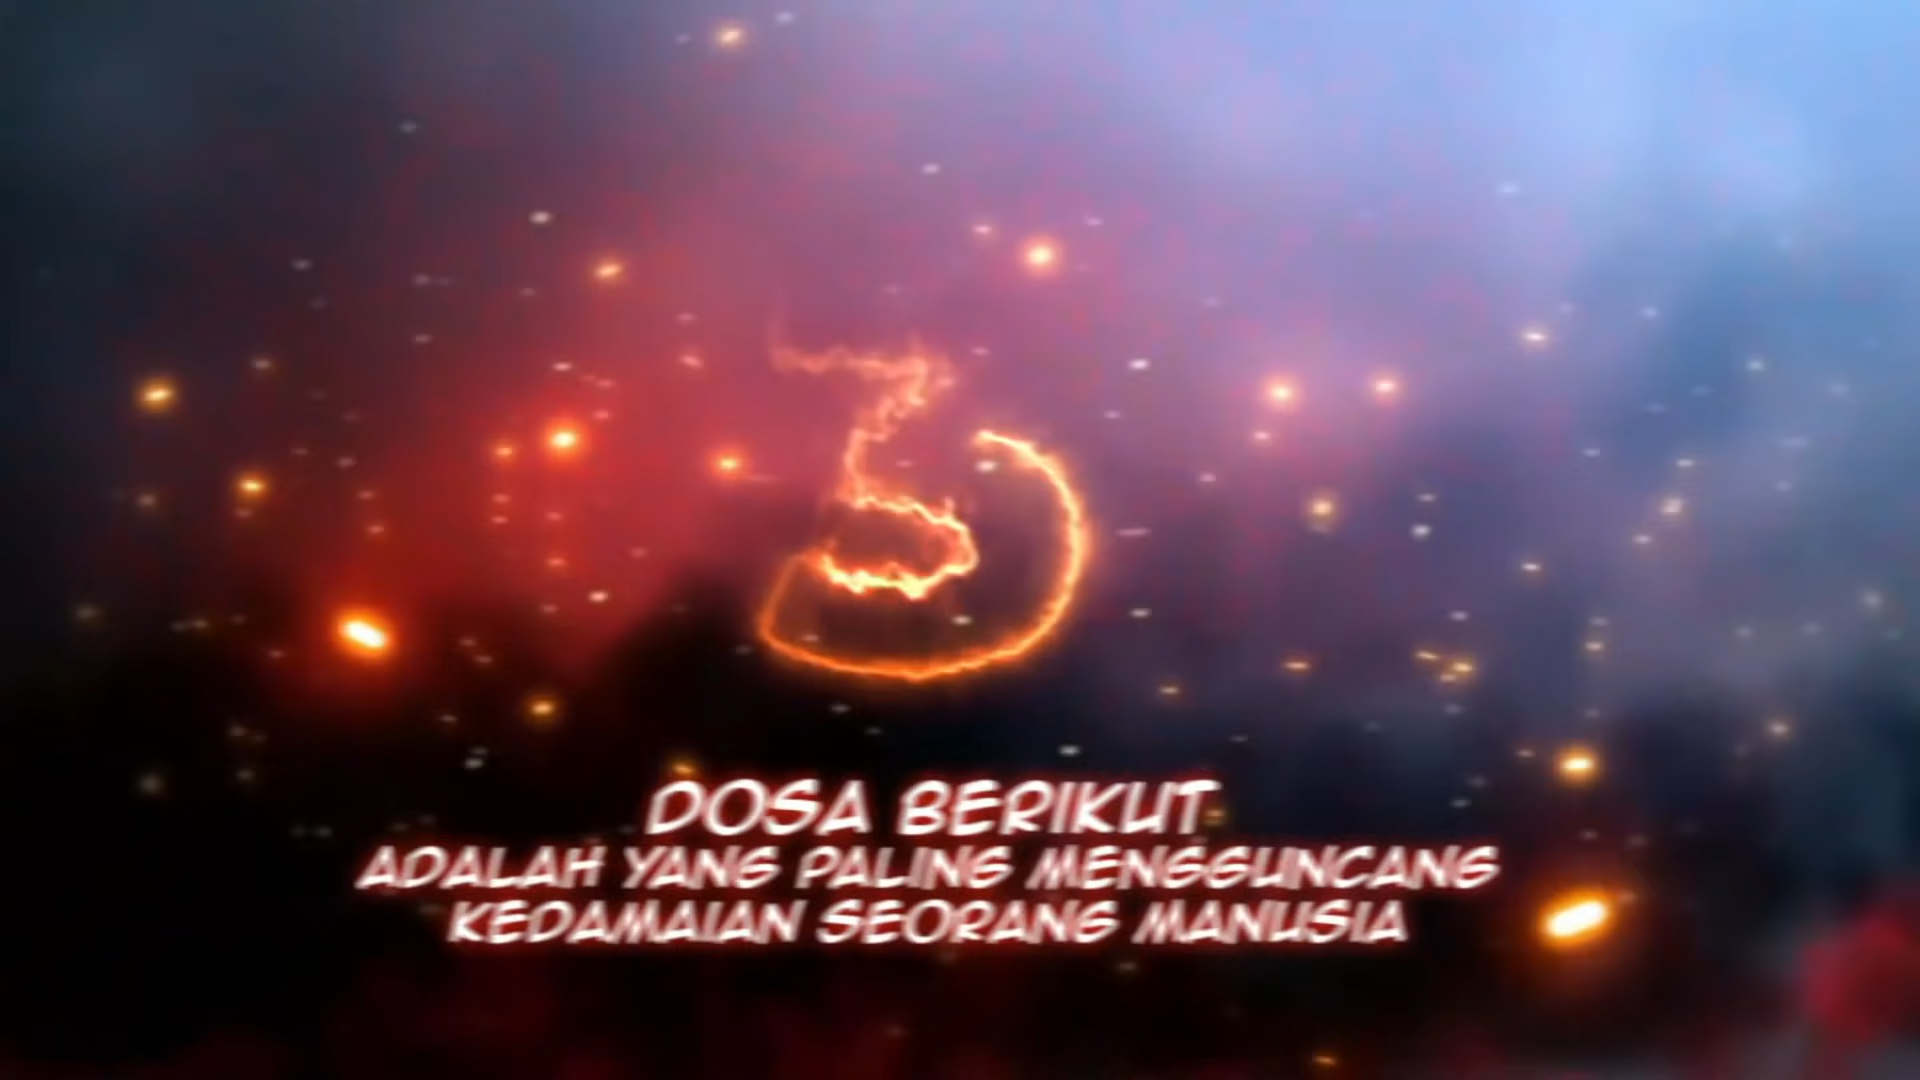 3
DOSA BERIKUT
ADALAH YANG PALING MENGGUNCANG
KEDAMAIAN SEORANG MANUSIA